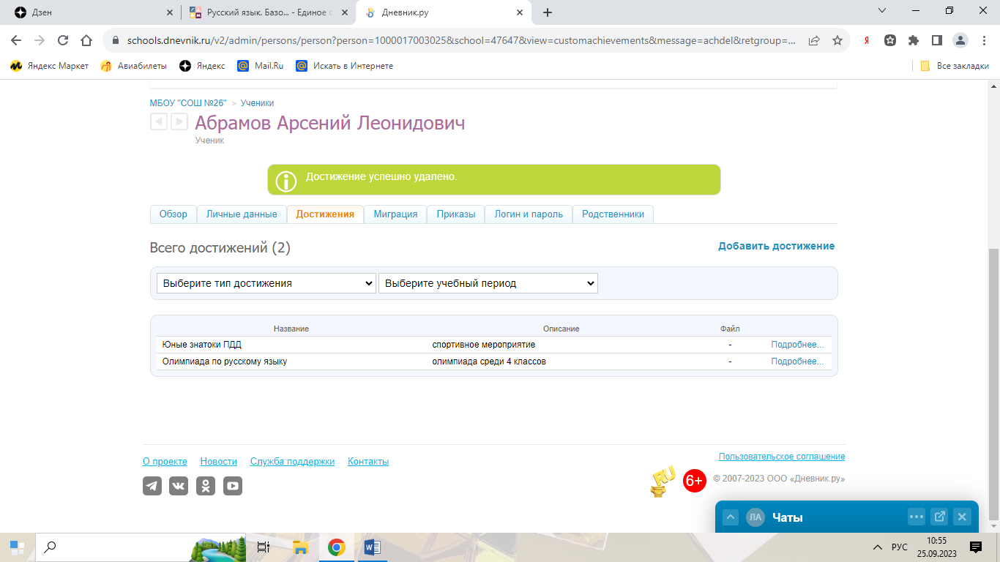 Дзен
Русский язык. Базо... - Единое с
Дневник.ру
schools.dnevnik.ru/v2/admin/persons/person?person=1000017003025&school=47647&view=customachievements&message=achdel&retgroup=...
Яндекс Маркет Авиабилеты Яндекс Mail.Ru Искать в Интернете Все закладки
МБОУ "СОШ №26" > Ученики
Абрамов Арсений Леонидович
Ученик
Достижение успешно удалено.
Обзор Личные данные Достижения Миграция Приказы Логин и пароль Родственники
Всего достижений (2) Добавить достижение
Выберите тип достижения Выберите учебный период
Название Описание Файл
Юные знатоки ПДД спортивное мероприятие - Подробнее...
Олимпиада по русскому языку олимпиада среди 4 классов - Подробнее...
О проекте Новости Служба поддержки Контакты Пользовательское соглашение
RU 6+ © 2007-2023 ООО «Дневник.ру»
ЛА Чаты
РУС 10:55
25.09.2023